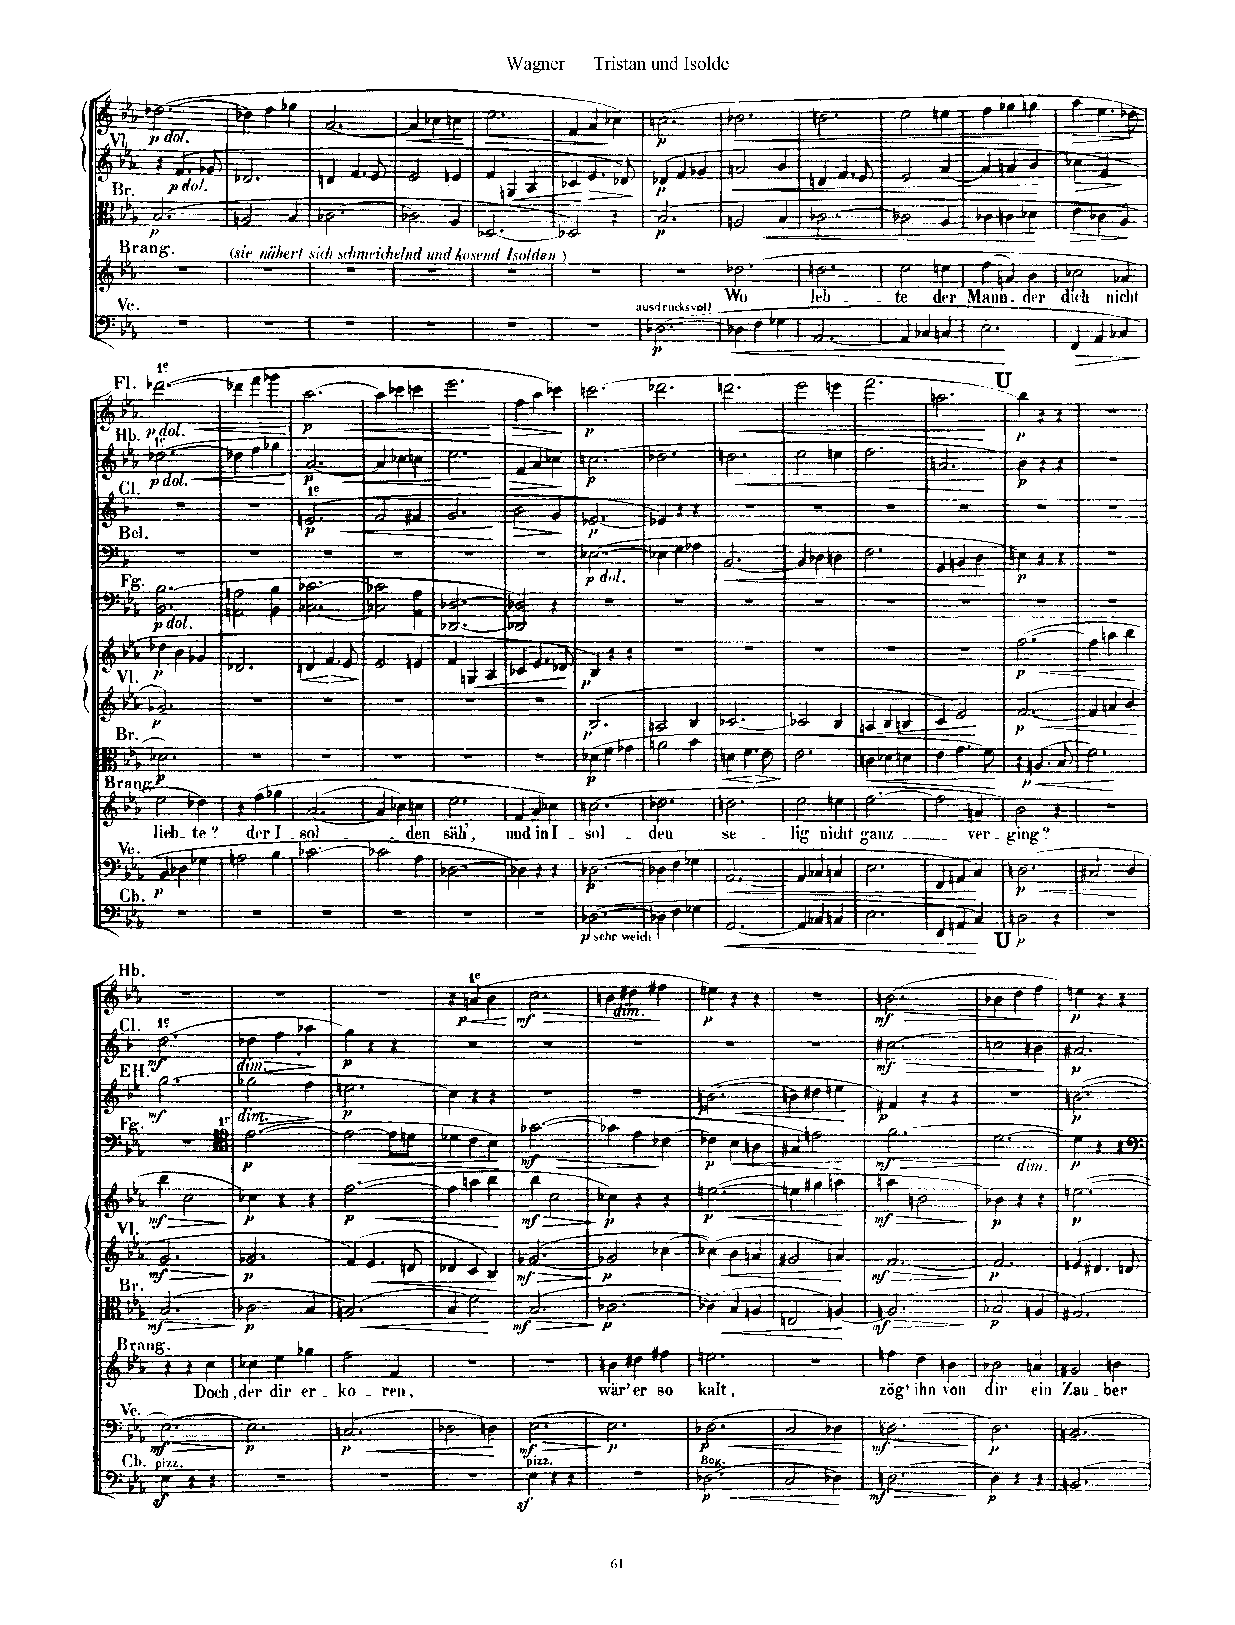 Wagner Tristan und Isolde
Vl. p dol.
Br. p dol.
p
p
p
p
Brang. (sie nähert sich schmeichelnd und kosend Isolden)
Wo leb - - te der Mann - der dich nicht
Vc. ausdrucksvoll
p
1e
Fl. U
Hb. p dol. p p p
1e
p dol. p p p
Cl. 1e
p p
Bcl.
p dol. p
Fg.
p dol.
Vl. p p p
p p p
Br.
p p p
Brang.
lieb - te? der I - sol - - - den säh', und in I - sol - den se - lig nicht ganz - - - ver - ging?
Vc.
p p p
Cb.
p sehr weich U p
Hb. 1e
dim.
p mf p mf p
Cl. 1e
mf dim. p mf p
EH.
mf dim. p p p p
Fg. 1r
p mf p mf dim. p
Vl. mf p p mf p p mf p p
mf p mf p mf p
Br.
mf p mf p mf p
Brang.
Doch, der dir er - ko - ren, wär' er so kalt, zög' ihn von dir ein Zau - ber
Vc.
mf p p mf p p mf p
Cb. pizz. pizz. Bog.
sf sf p mf p
61